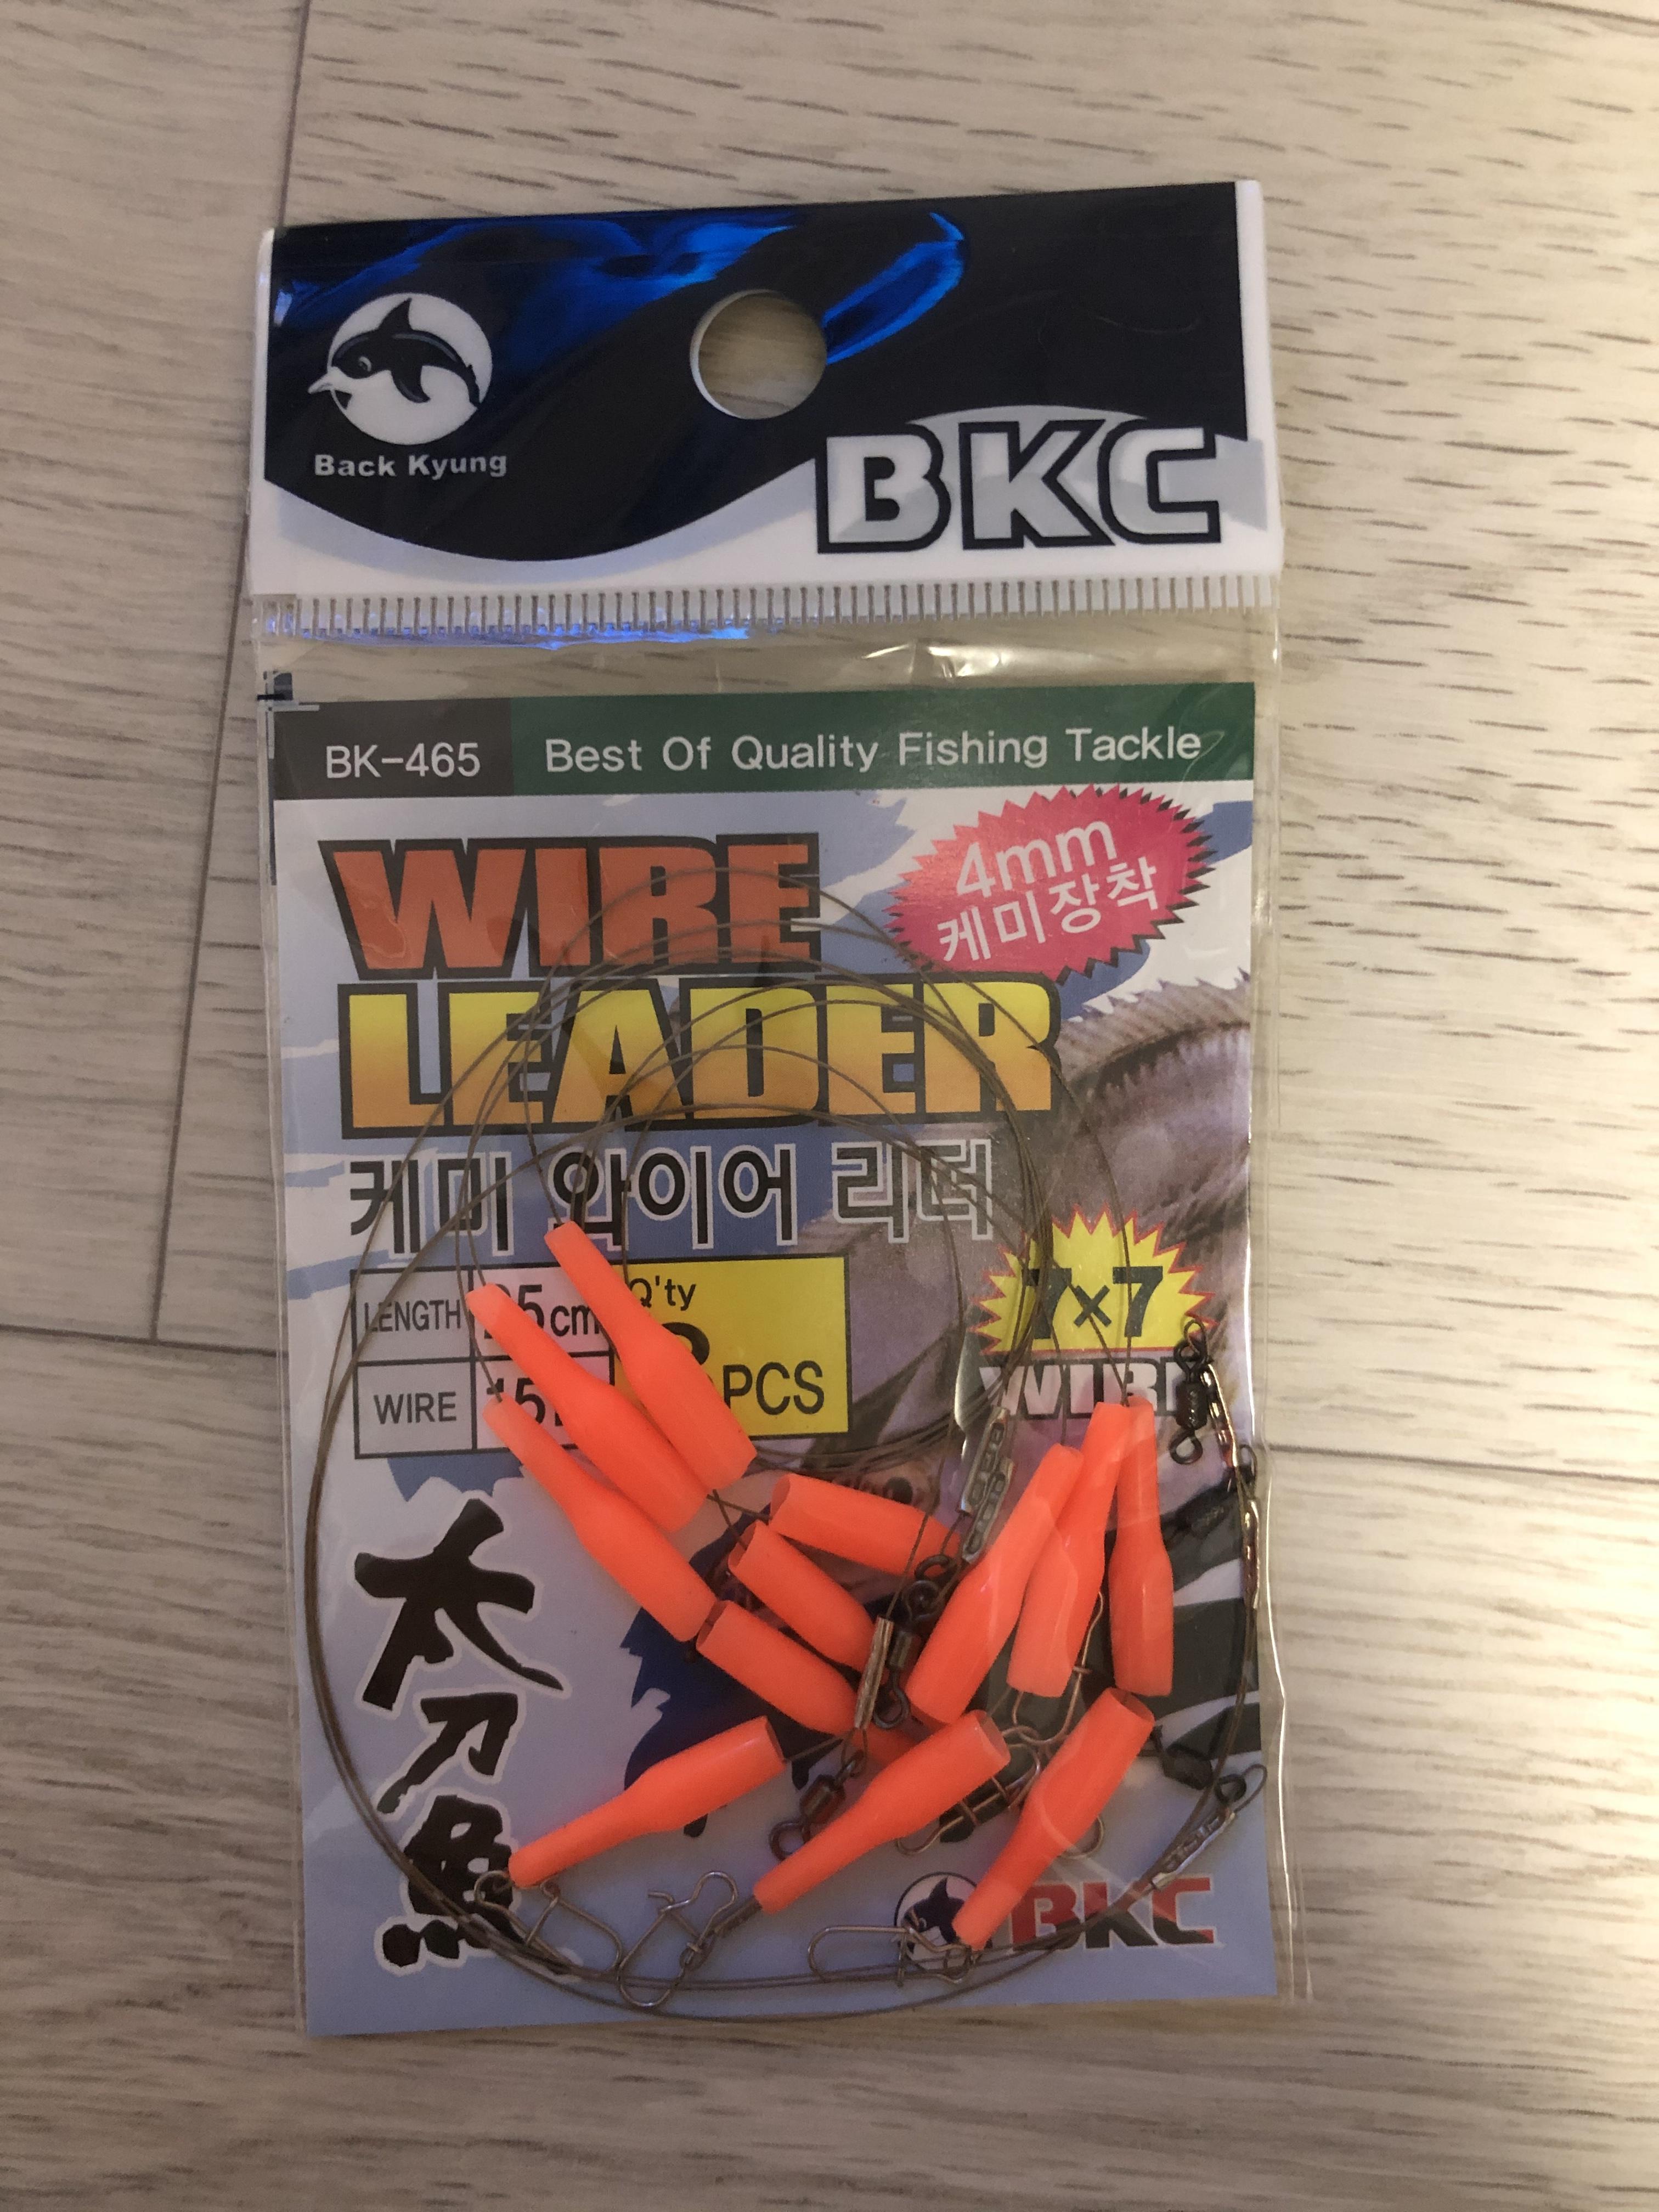 Back Kyung
BKC
BK-465
Best Of Quality Fishing Tackle
4mm
케미장착
WIRE
LEADER
케미 와이어 리더
LENGTH
Q'ty
7×7
WIRE
PCS
WIRE
太刀魚
BKC